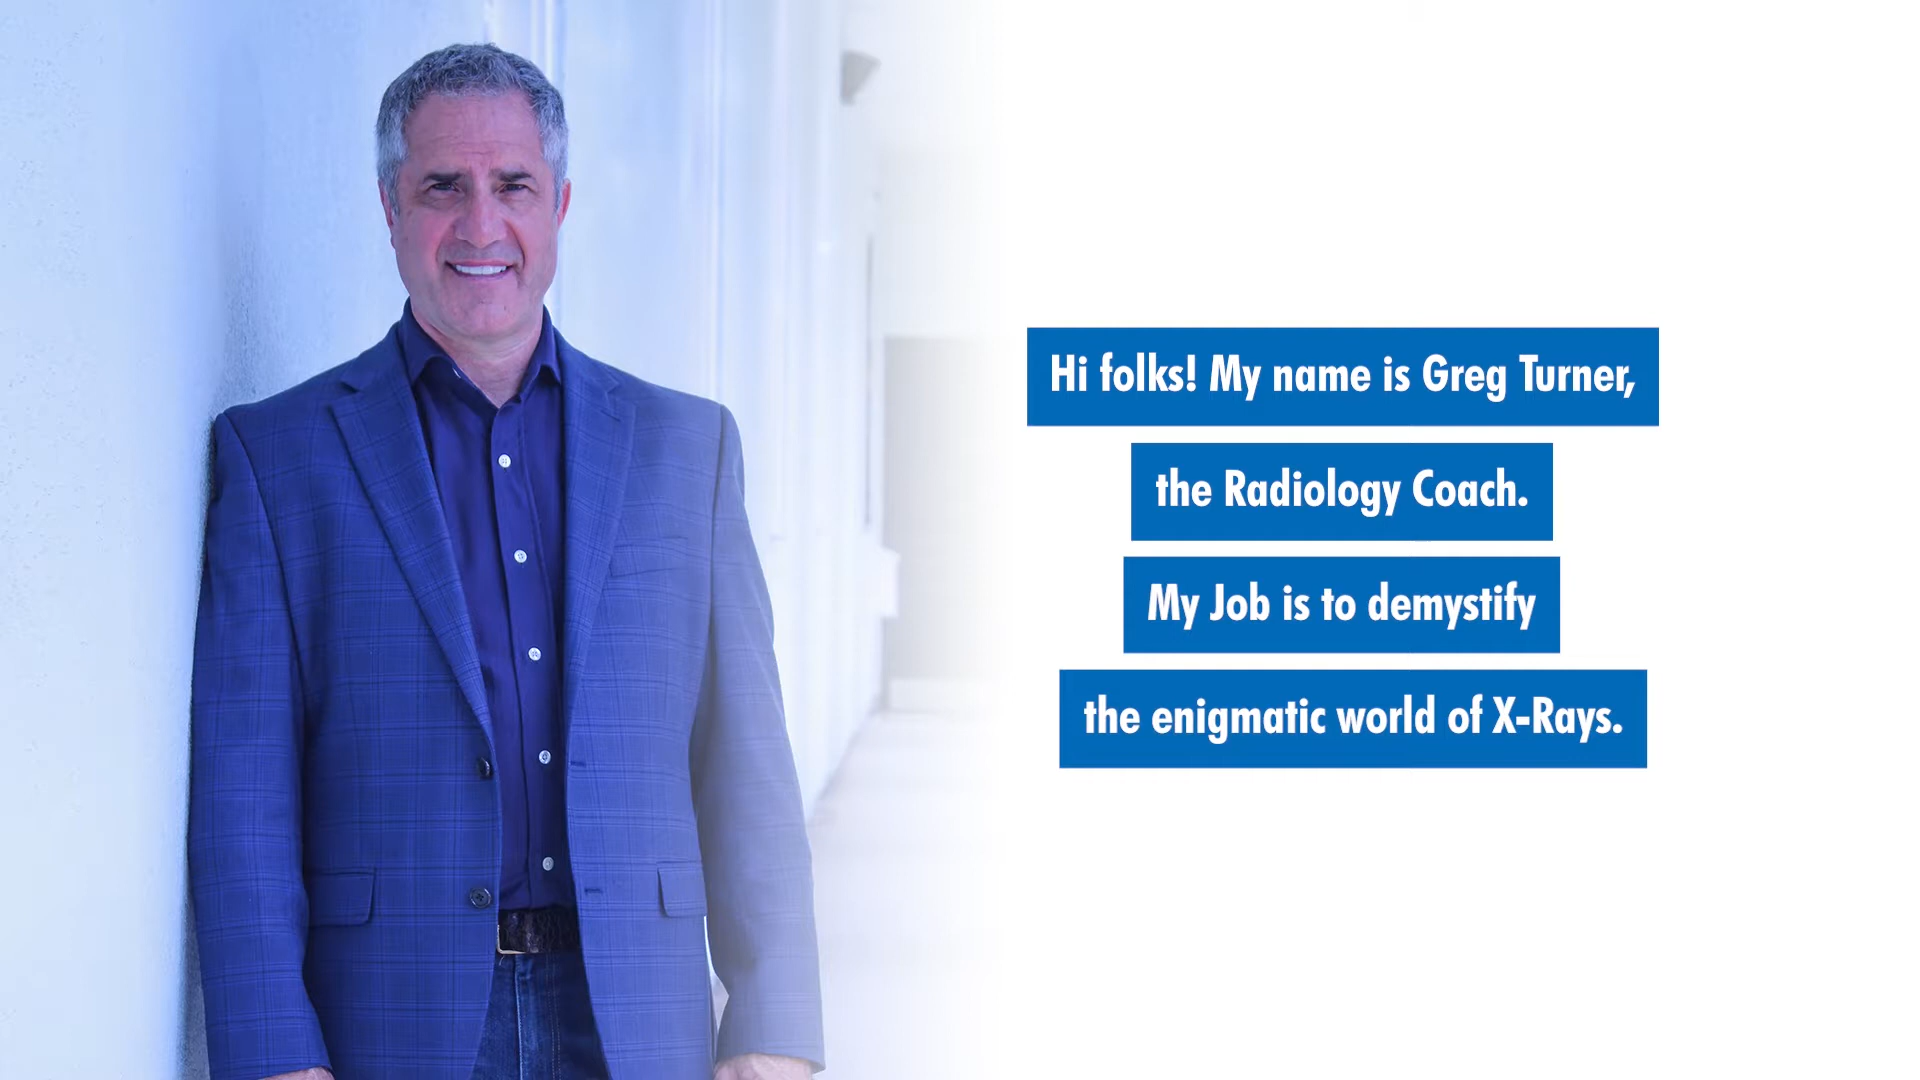 Hi folks! My name is Greg Turner,
the Radiology Coach.
My Job is to demystify
the enigmatic world of X-Rays.